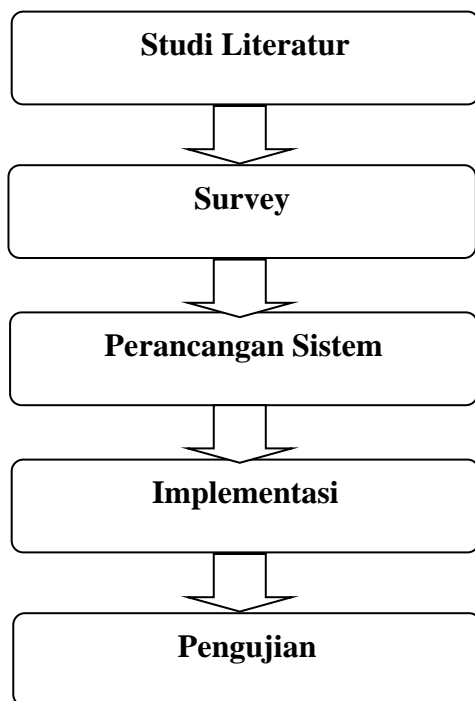 Studi Literatur
Survey
Perancangan Sistem
Implementasi
Pengujian